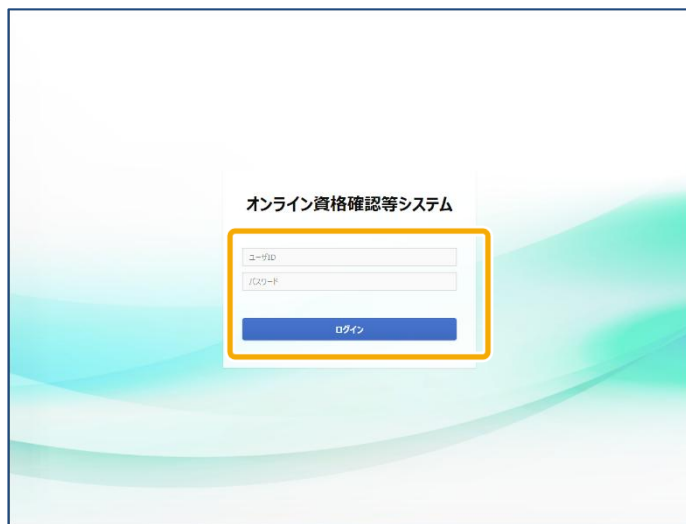 オンライン資格確認等システム
ユーザID
パスワード
ログイン